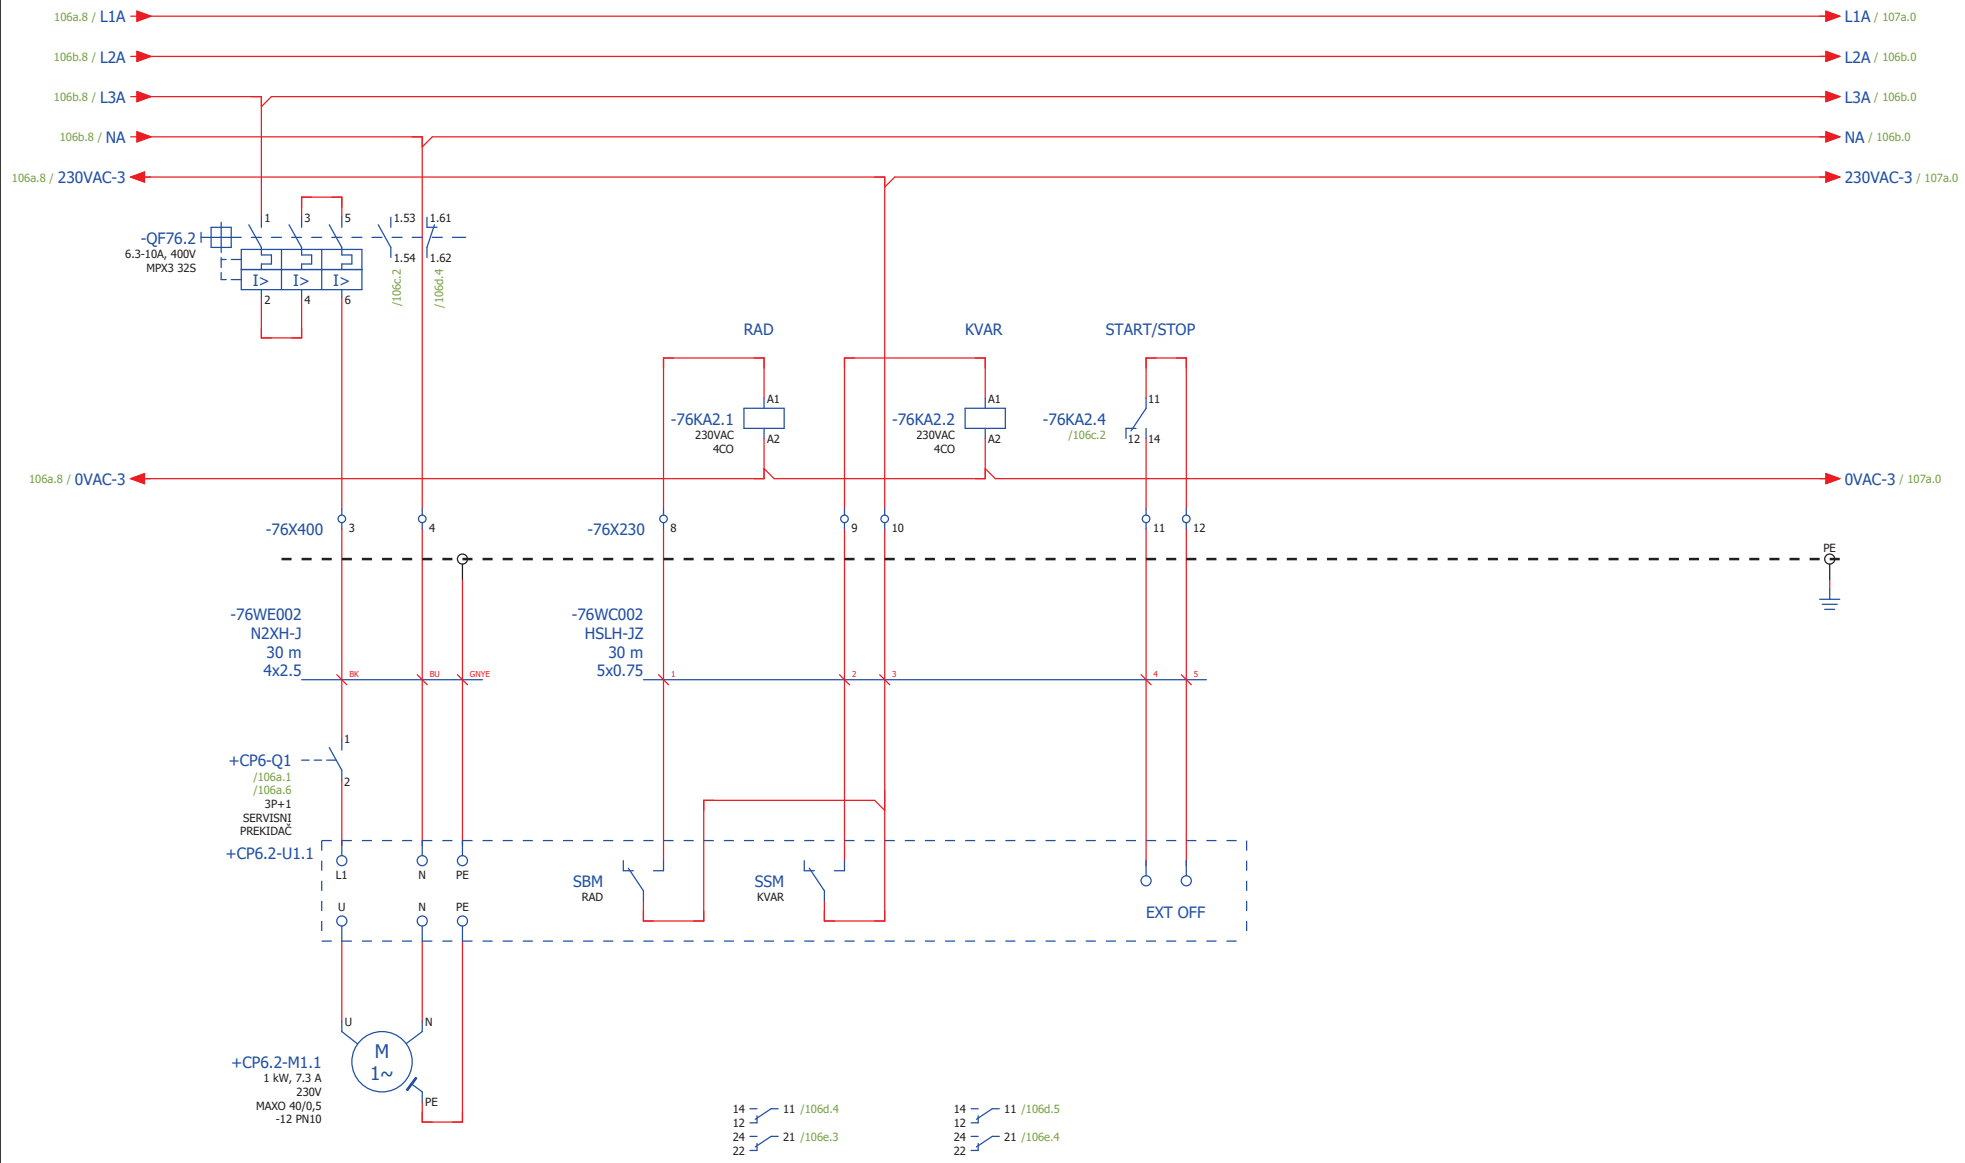 106a.8 / L1A
L1A / 107a.0
106b.8 / L2A
L2A / 106b.0
106b.8 / L3A
L3A / 106b.0
106b.8 / NA
NA / 106b.0
106a.8 / 230VAC-3
230VAC-3 / 107a.0
-QF76.2
6.3-10A, 400V
MPX3 32S
1
3
5
1.53
1.61
I>
I>
I>
1.54
1.62
2
4
6
/106c.2
/106d.4
RAD
KVAR
START/STOP
-76KA2.1
230VAC
4CO
A1
A2
-76KA2.2
230VAC
4CO
A1
A2
-76KA2.4
/106c.2
11
12
14
106a.8 / 0VAC-3
0VAC-3 / 107a.0
-76X400
3
4
-76X230
8
9
10
11
12
PE
-76WE002
N2XH-J
30 m
4x2.5
BK
BU
GNYE
-76WC002
HSLH-JZ
30 m
5x0.75
1
2
3
4
5
+CP6-Q1
/106a.1
/106a.6
3P+1
SERVISNI
PREKIDAČ
1
2
+CP6.2-U1.1
L1
N
PE
U
N
PE
SBM
RAD
SSM
KVAR
EXT OFF
+CP6.2-M1.1
1 kW, 7.3 A
230V
MAXO 40/0,5
-12 PN10
U
N
M
1~
PE
14 11 /106d.4
12
24 21 /106e.3
22
14 11 /106d.5
12
24 21 /106e.4
22